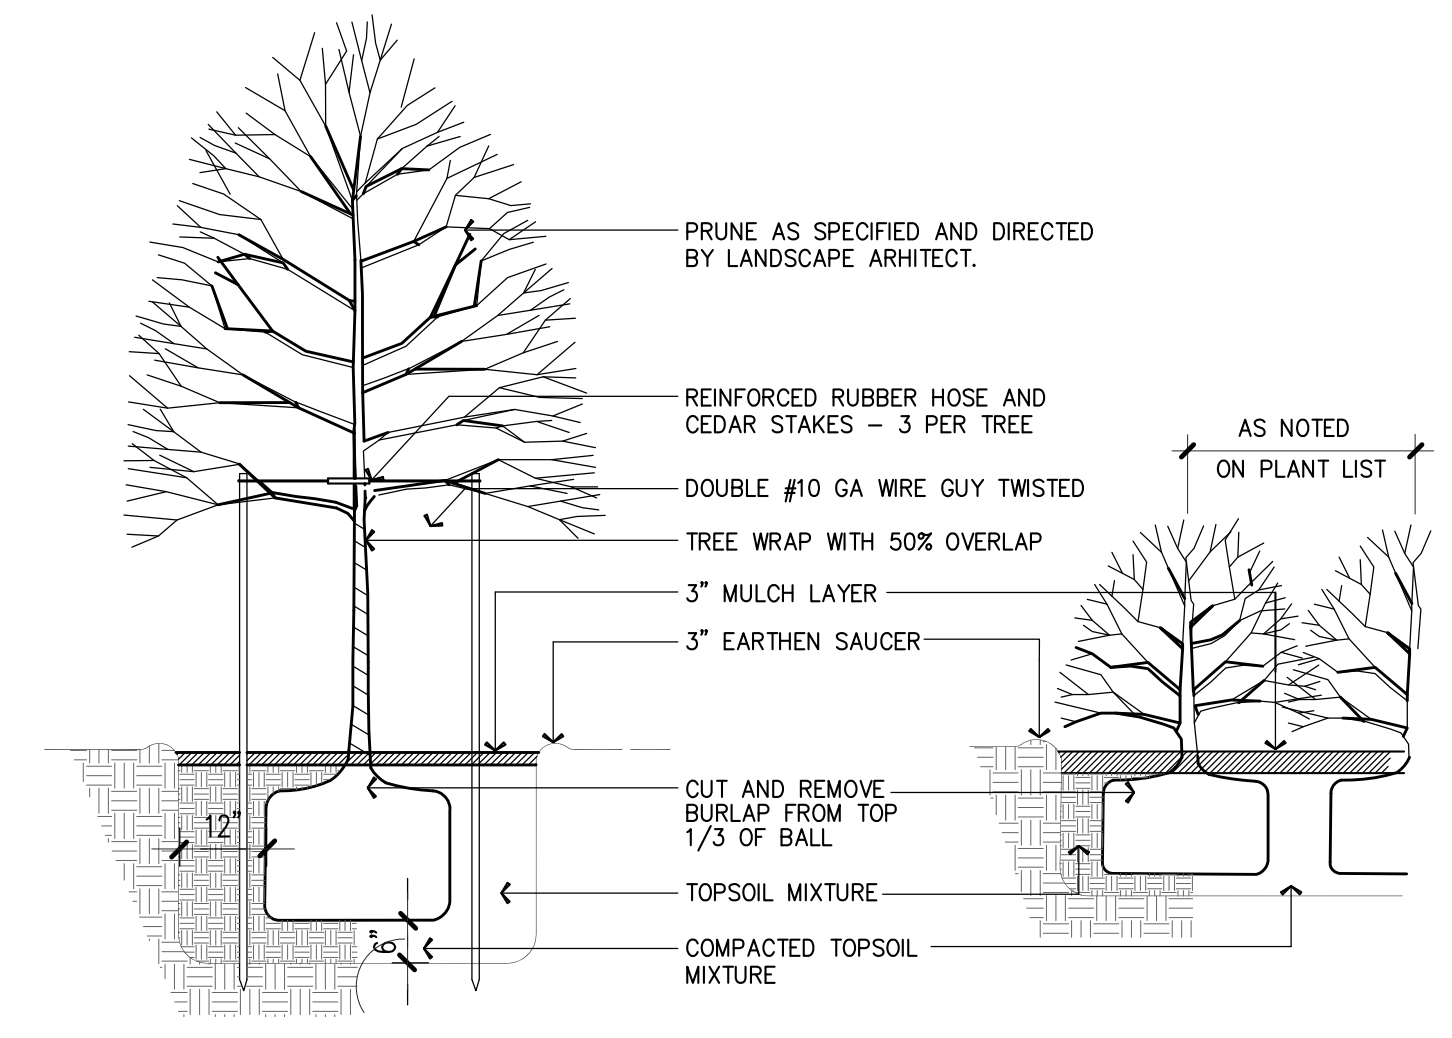 PRUNE AS SPECIFIED AND DIRECTED
BY LANDSCAPE ARHITECT.
REINFORCED RUBBER HOSE AND
CEDAR STAKES – 3 PER TREE
AS NOTED
ON PLANT LIST
DOUBLE #10 GA WIRE GUY TWISTED
TREE WRAP WITH 50% OVERLAP
3" MULCH LAYER
3" EARTHEN SAUCER
CUT AND REMOVE
BURLAP FROM TOP
1/3 OF BALL
12"
TOPSOIL MIXTURE
6"
COMPACTED TOPSOIL
MIXTURE